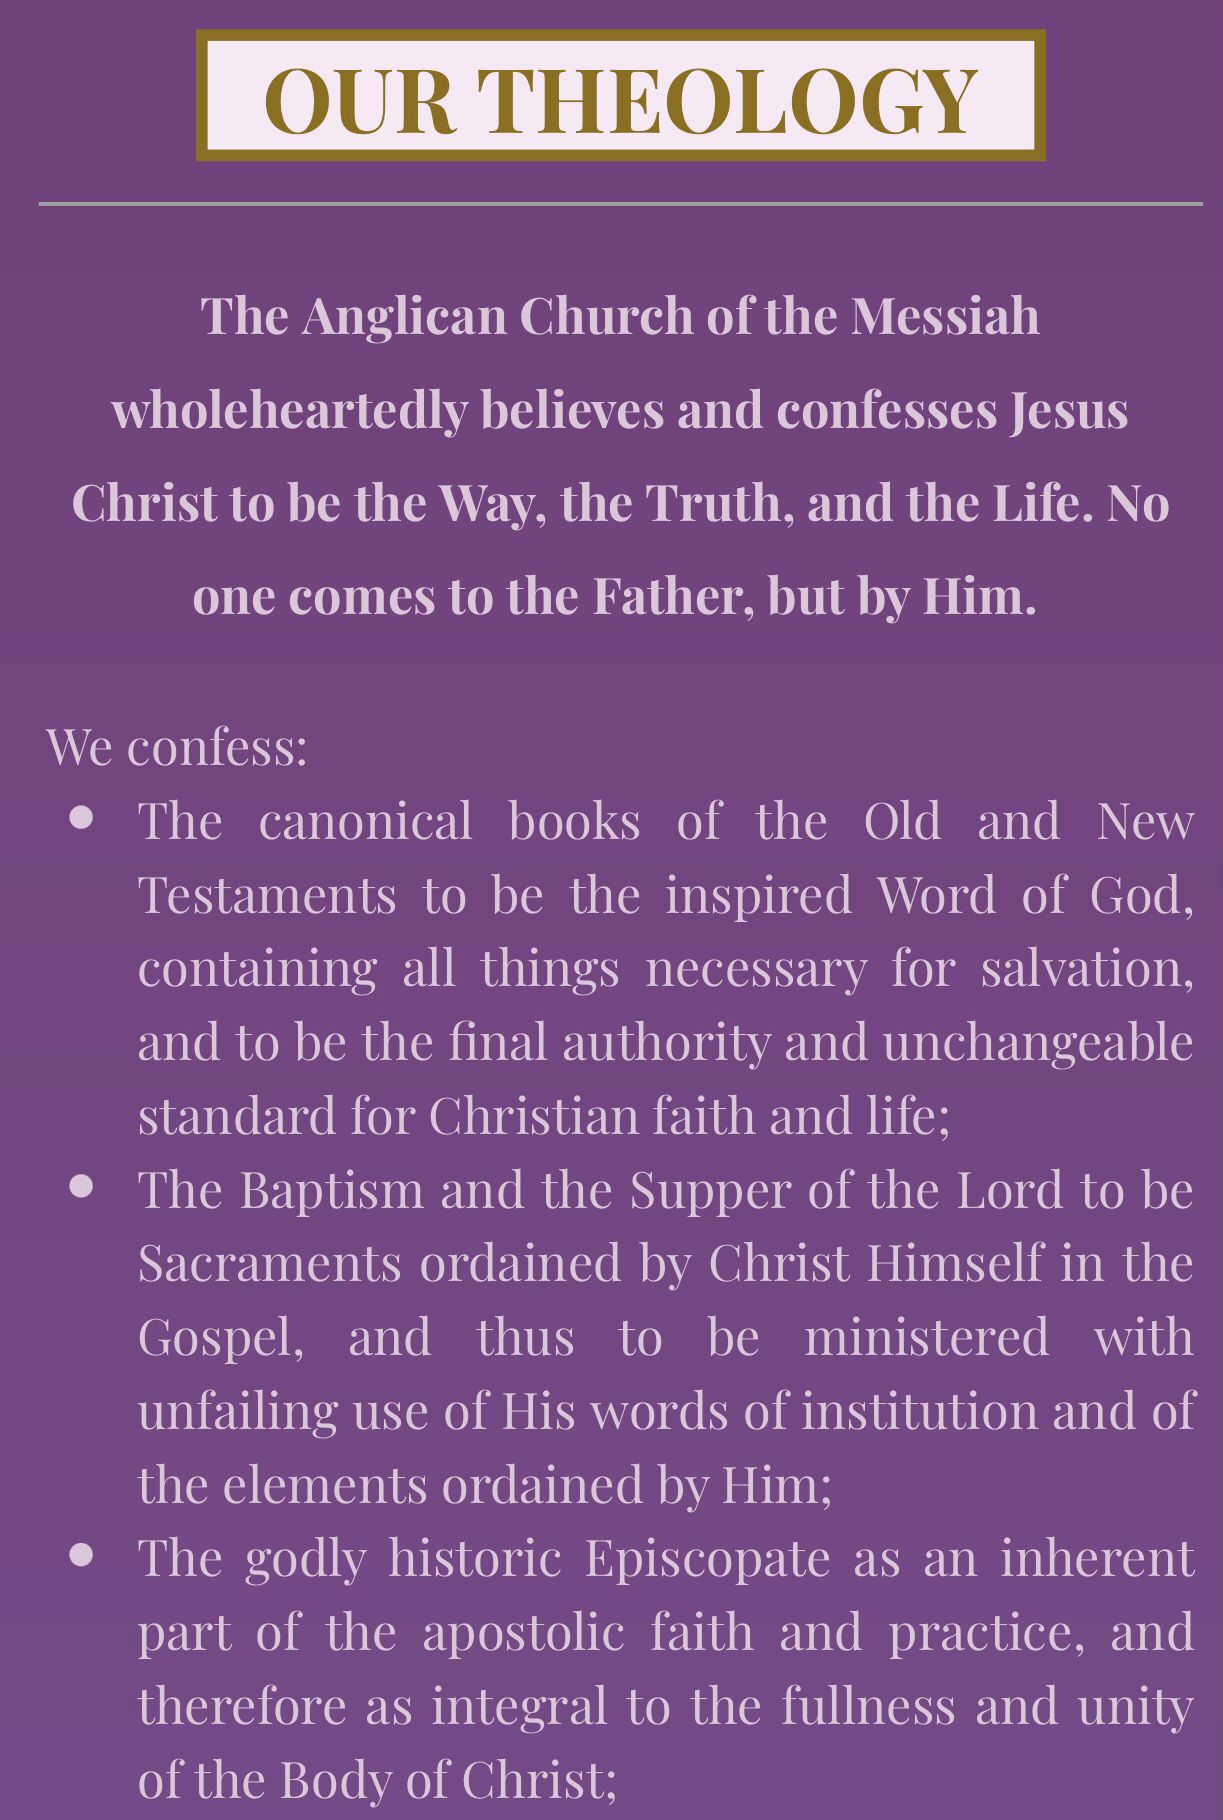 OUR THEOLOGY
The Anglican Church of the Messiah
wholeheartedly believes and confesses Jesus
Christ to be the Way, the Truth, and the Life. No
one comes to the Father, but by Him.
We confess:
• The canonical books of the Old and New
Testaments to be the inspired Word of God,
containing all things necessary for salvation,
and to be the final authority and unchangeable
standard for Christian faith and life;
• The Baptism and the Supper of the Lord to be
Sacraments ordained by Christ Himself in the
Gospel, and thus to be ministered with
unfailing use of His words of institution and of
the elements ordained by Him;
• The godly historic Episcopate as an inherent
part of the apostolic faith and practice, and
therefore as integral to the fullness and unity
of the Body of Christ;